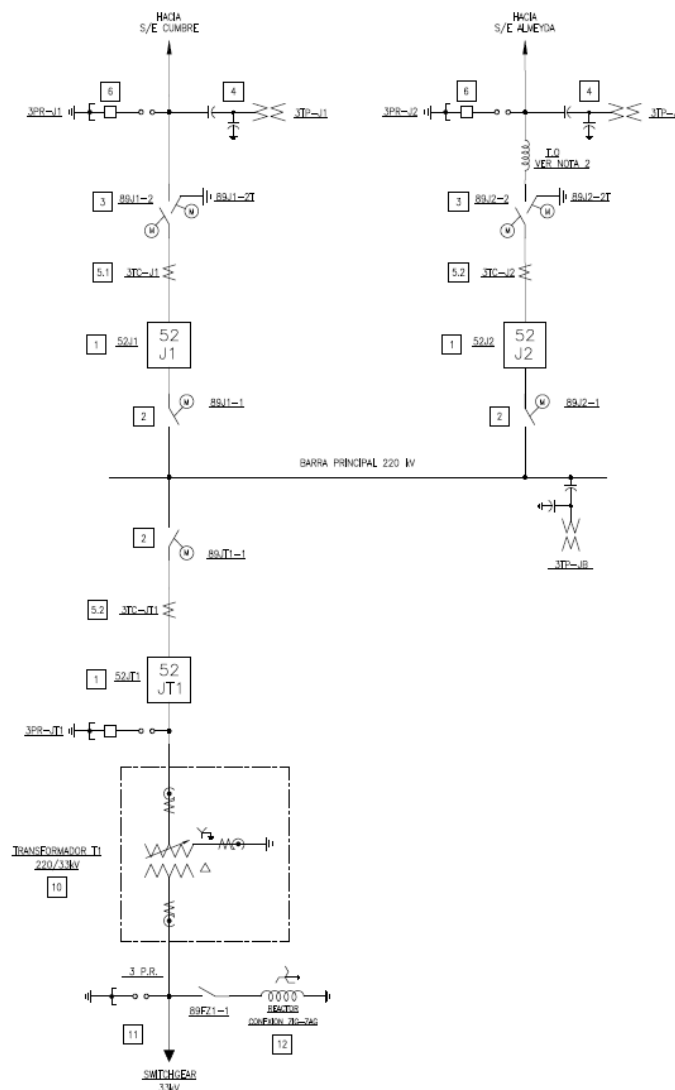 HACIA
S/E CUMBRE
HACIA
S/E ALMEYDA
6
4
6
4
3PR-J1
3TP-J1
3PR-J2
3TP-J
T.O
VER NOTA 2
3
89J1-2
89J1-2T
3
89J2-2
89J2-2T
M
M
M
M
5.1
3TC-J1
5.2
3TC-J2
1
52J1
52
J1
1
52J2
52
J2
2
M
89J1-1
2
M
89J2-1
BARRA PRINCIPAL 220 kV
2
M
89JT1-1
3TP-JB
5.2
3TC-JT1
1
52JT1
52
JT1
3PR-JT1
TRANSFORMADOR T1
220/33kV
10
3 P.R.
89FZ1-1
REACTOR
CONEXION ZIG-ZAG
11
12
SWITCHGEAR
33kV